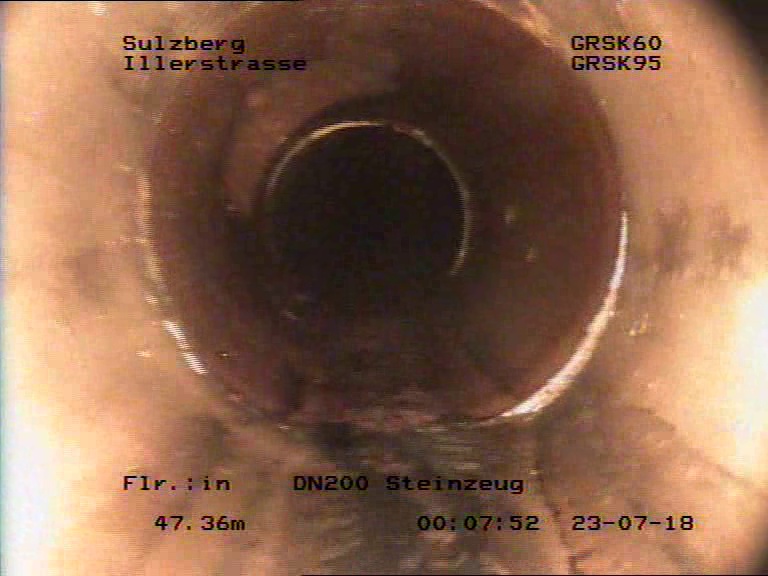 Sulzberg GRSK60
Illerstrasse GRSK95
Flr.:in DN200 Steinzeug
47.36m 00:07:52 23-07-18